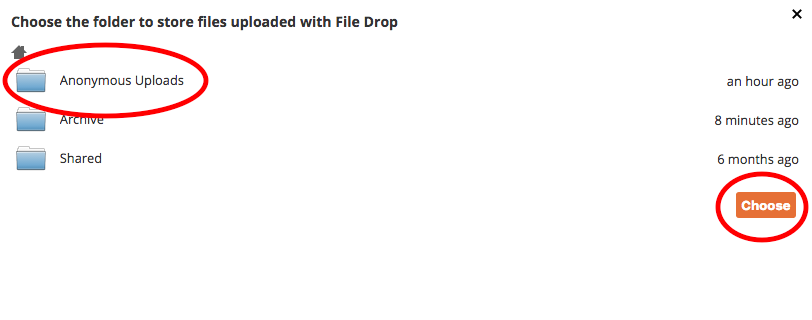 Choose the folder to store files uploaded with File Drop
Anonymous Uploads
an hour ago
Archive
8 minutes ago
Shared
6 months ago
Choose